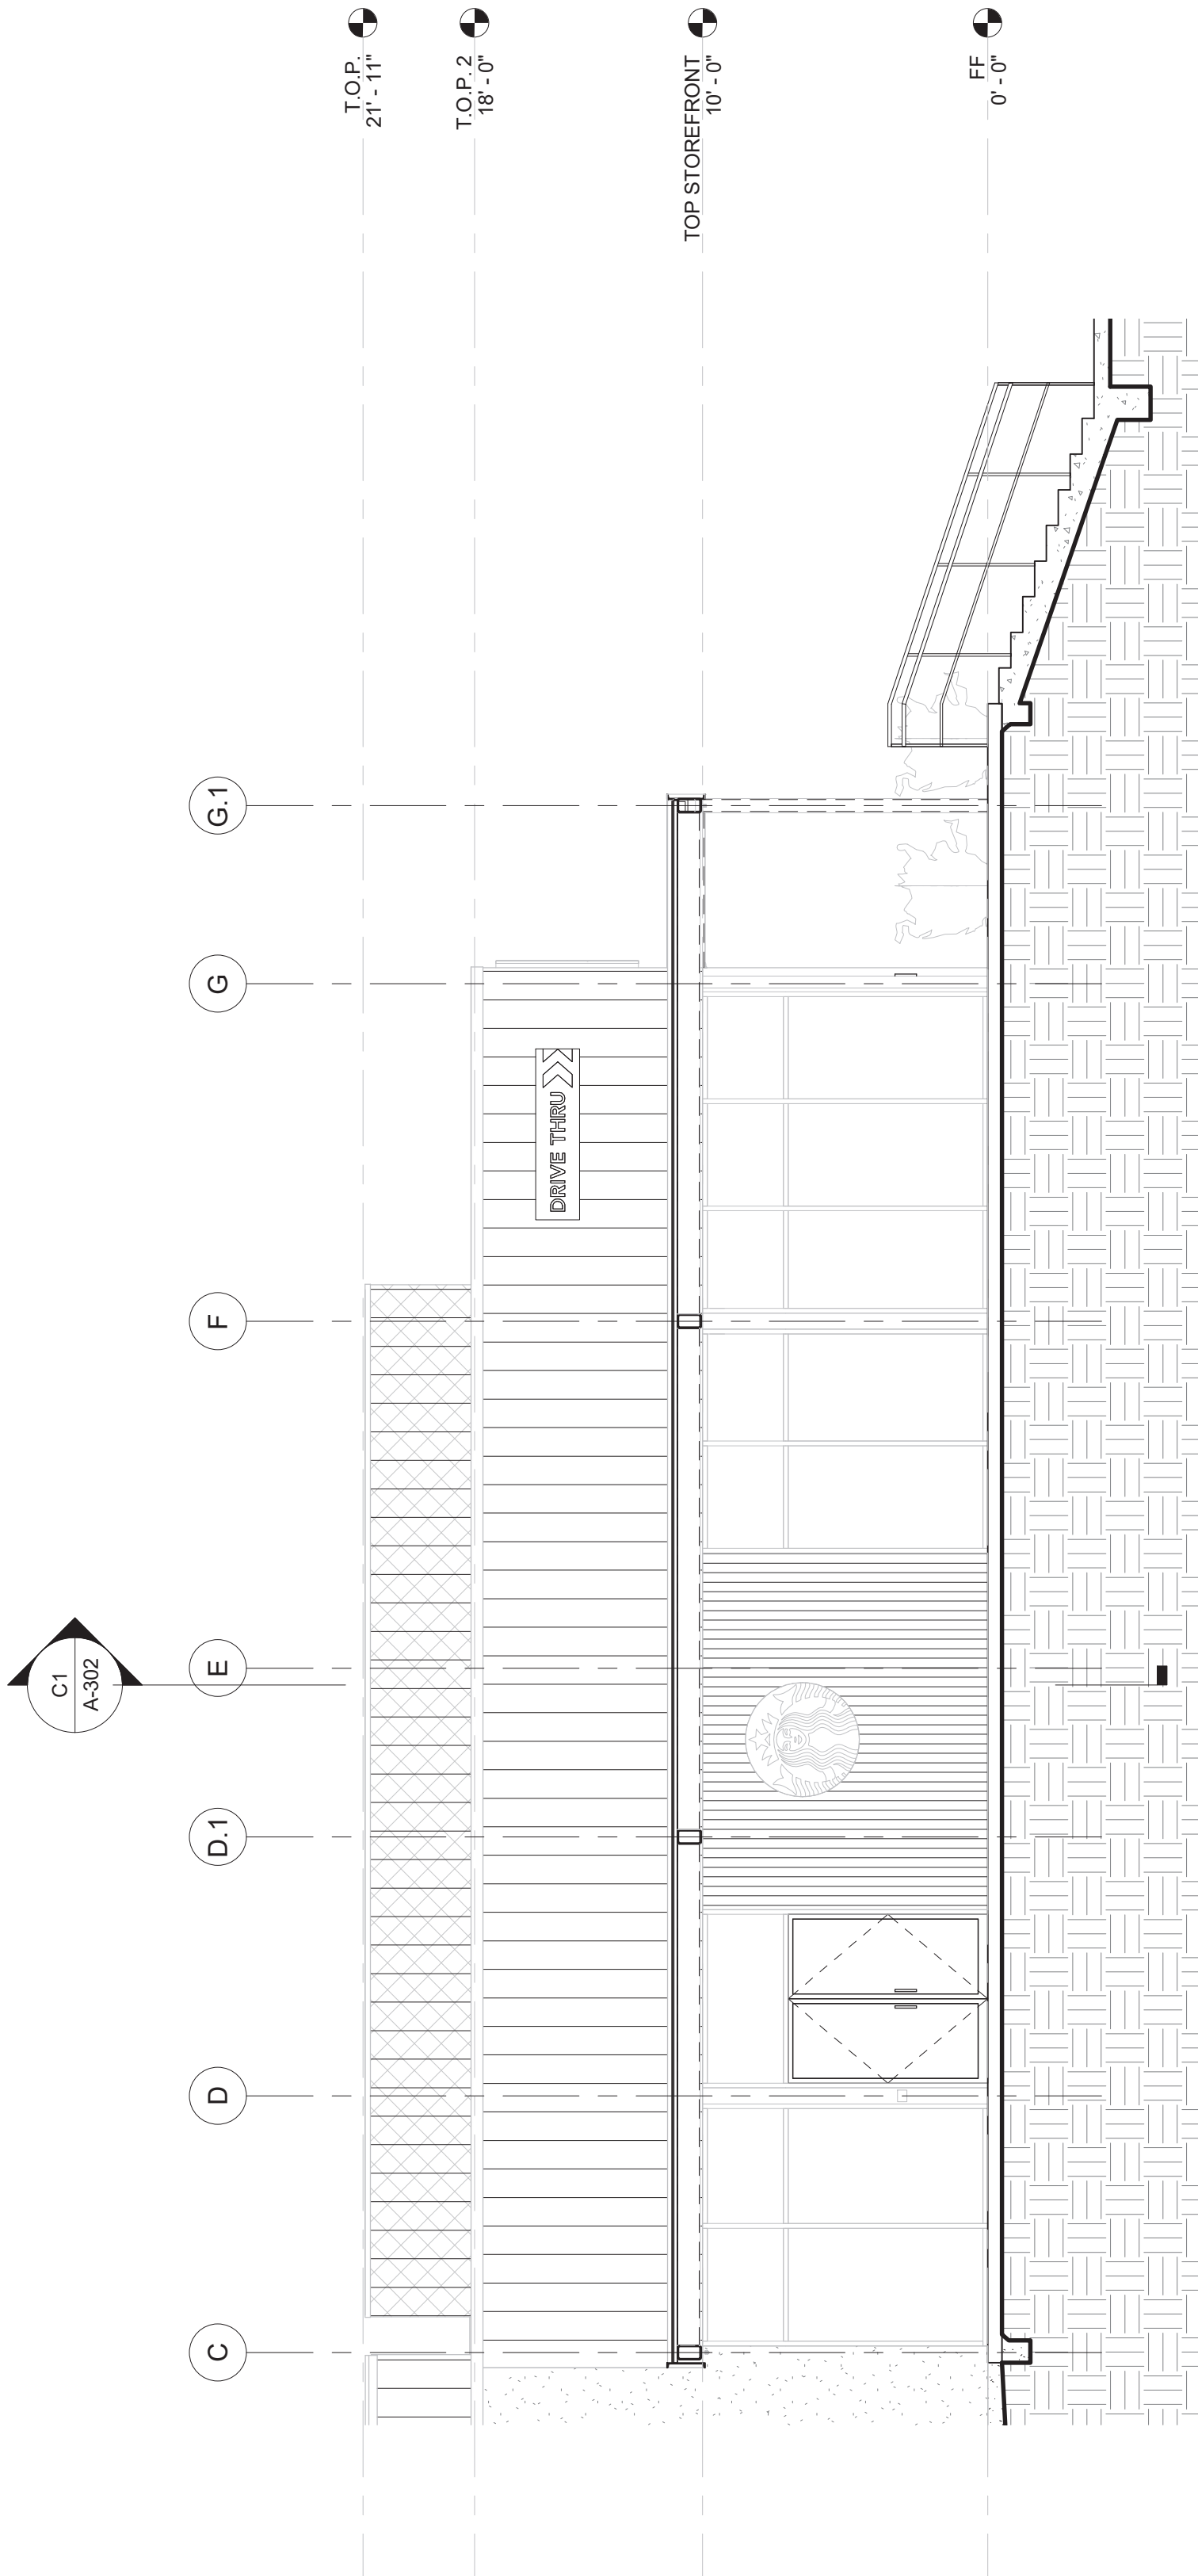 C1
A-302
C
D
D.1
E
F
G
G.1
T.O.P.
21' - 11"
T.O.P. 2
18' - 0"
TOP STOREFRONT
10' - 0"
FF
0' - 0"
DRIVE THRU